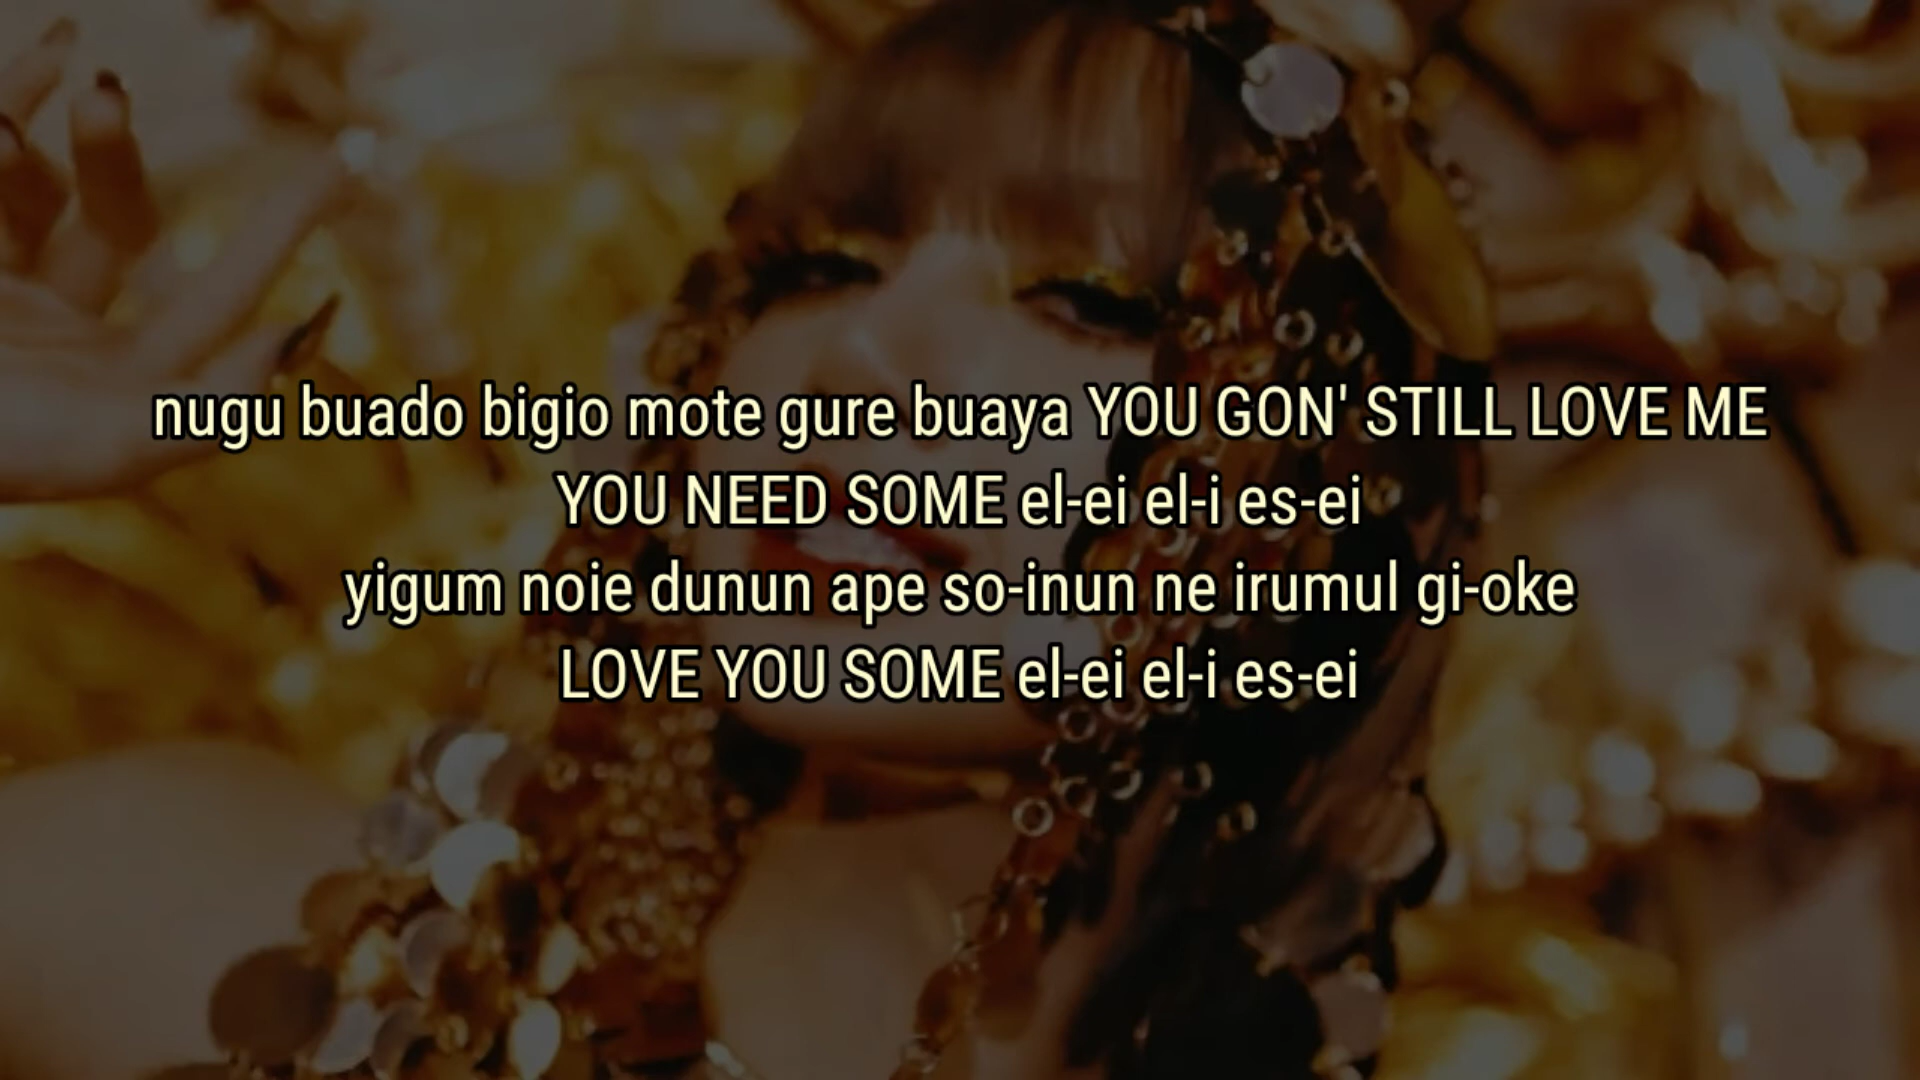 nugu buado bigio mote gure buaya YOU GON' STILL LOVE ME
YOU NEED SOME el-ei el-i es-ei
yigum noie dunun ape so-inun ne irumul gi-oke
LOVE YOU SOME el-ei el-i es-ei